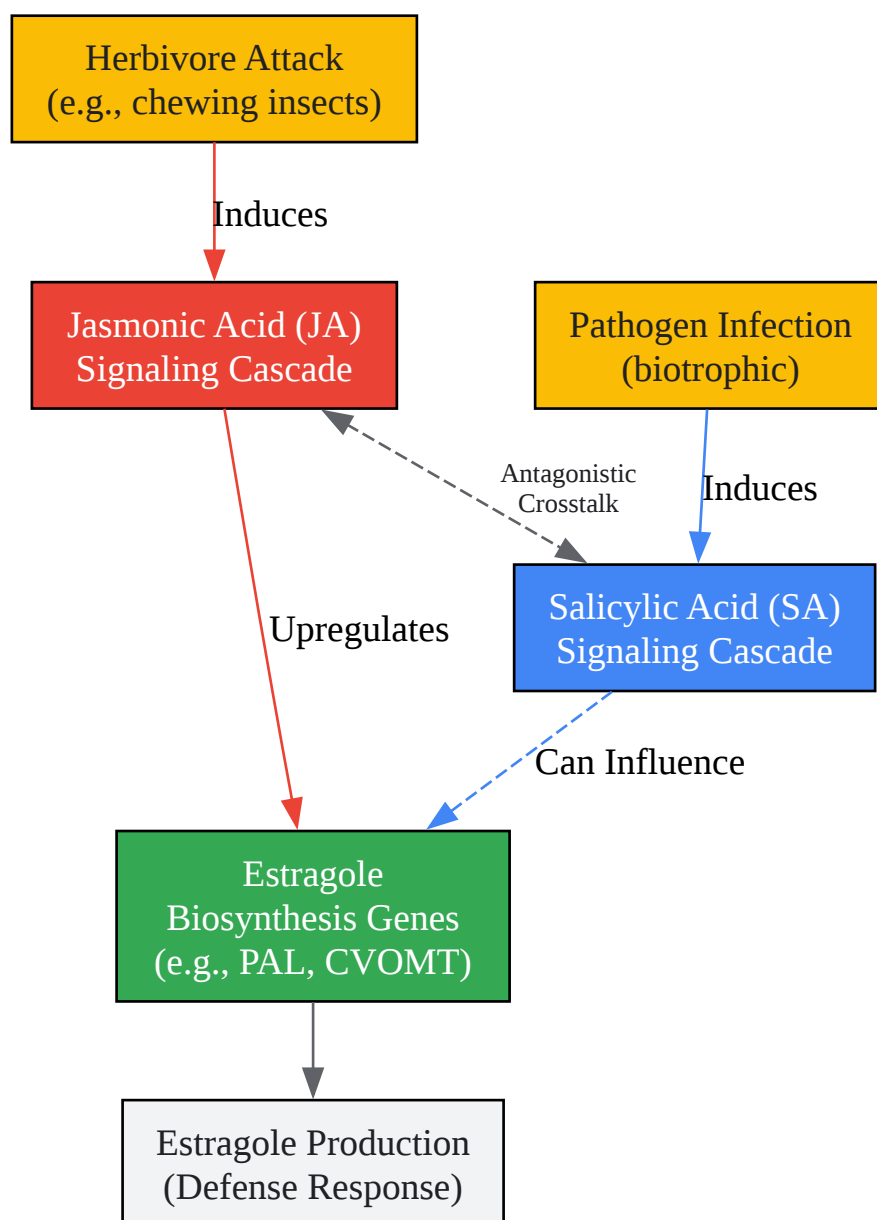 Herbivore Attack
(e.g., chewing insects)
Induces
Jasmonic Acid (JA)
Signaling Cascade
Pathogen Infection
(biotrophic)
Antagonistic
Crosstalk
Induces
Salicylic Acid (SA)
Signaling Cascade
Upregulates
Can Influence
Estragole
Biosynthesis Genes
(e.g., PAL, CVOMT)
Estragole Production
(Defense Response)